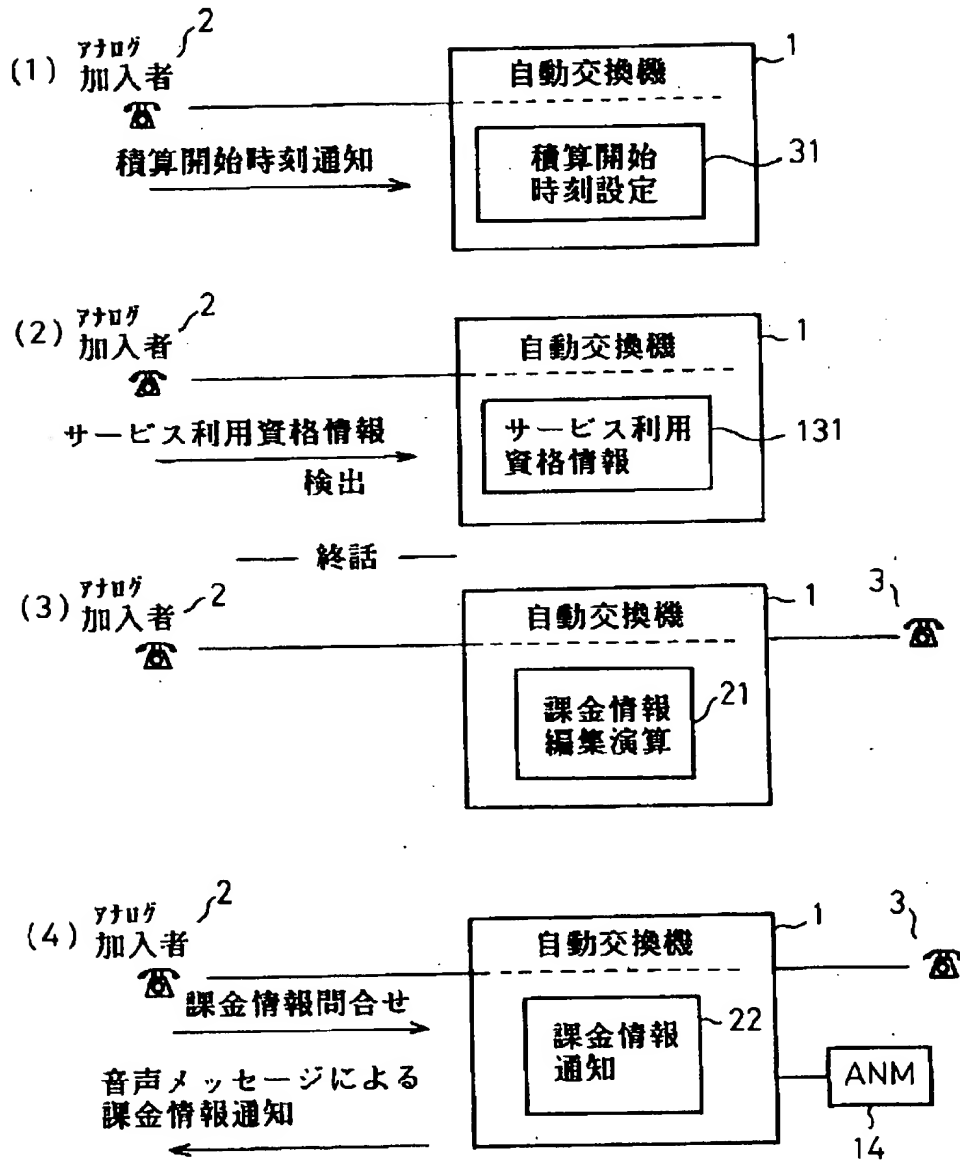 (1)
アナログ
加入者
2
積算開始時刻通知
自動交換機
1
積算開始
時刻設定
31
(2)
アナログ
加入者
2
サービス利用資格情報
検出
自動交換機
1
サービス利用
資格情報
131
終話
(3)
アナログ
加入者
2
自動交換機
1
3
課金情報
編集演算
21
(4)
アナログ
加入者
2
課金情報問合せ
音声メッセージによる
課金情報通知
自動交換機
1
3
課金情報
通知
22
ANM
14